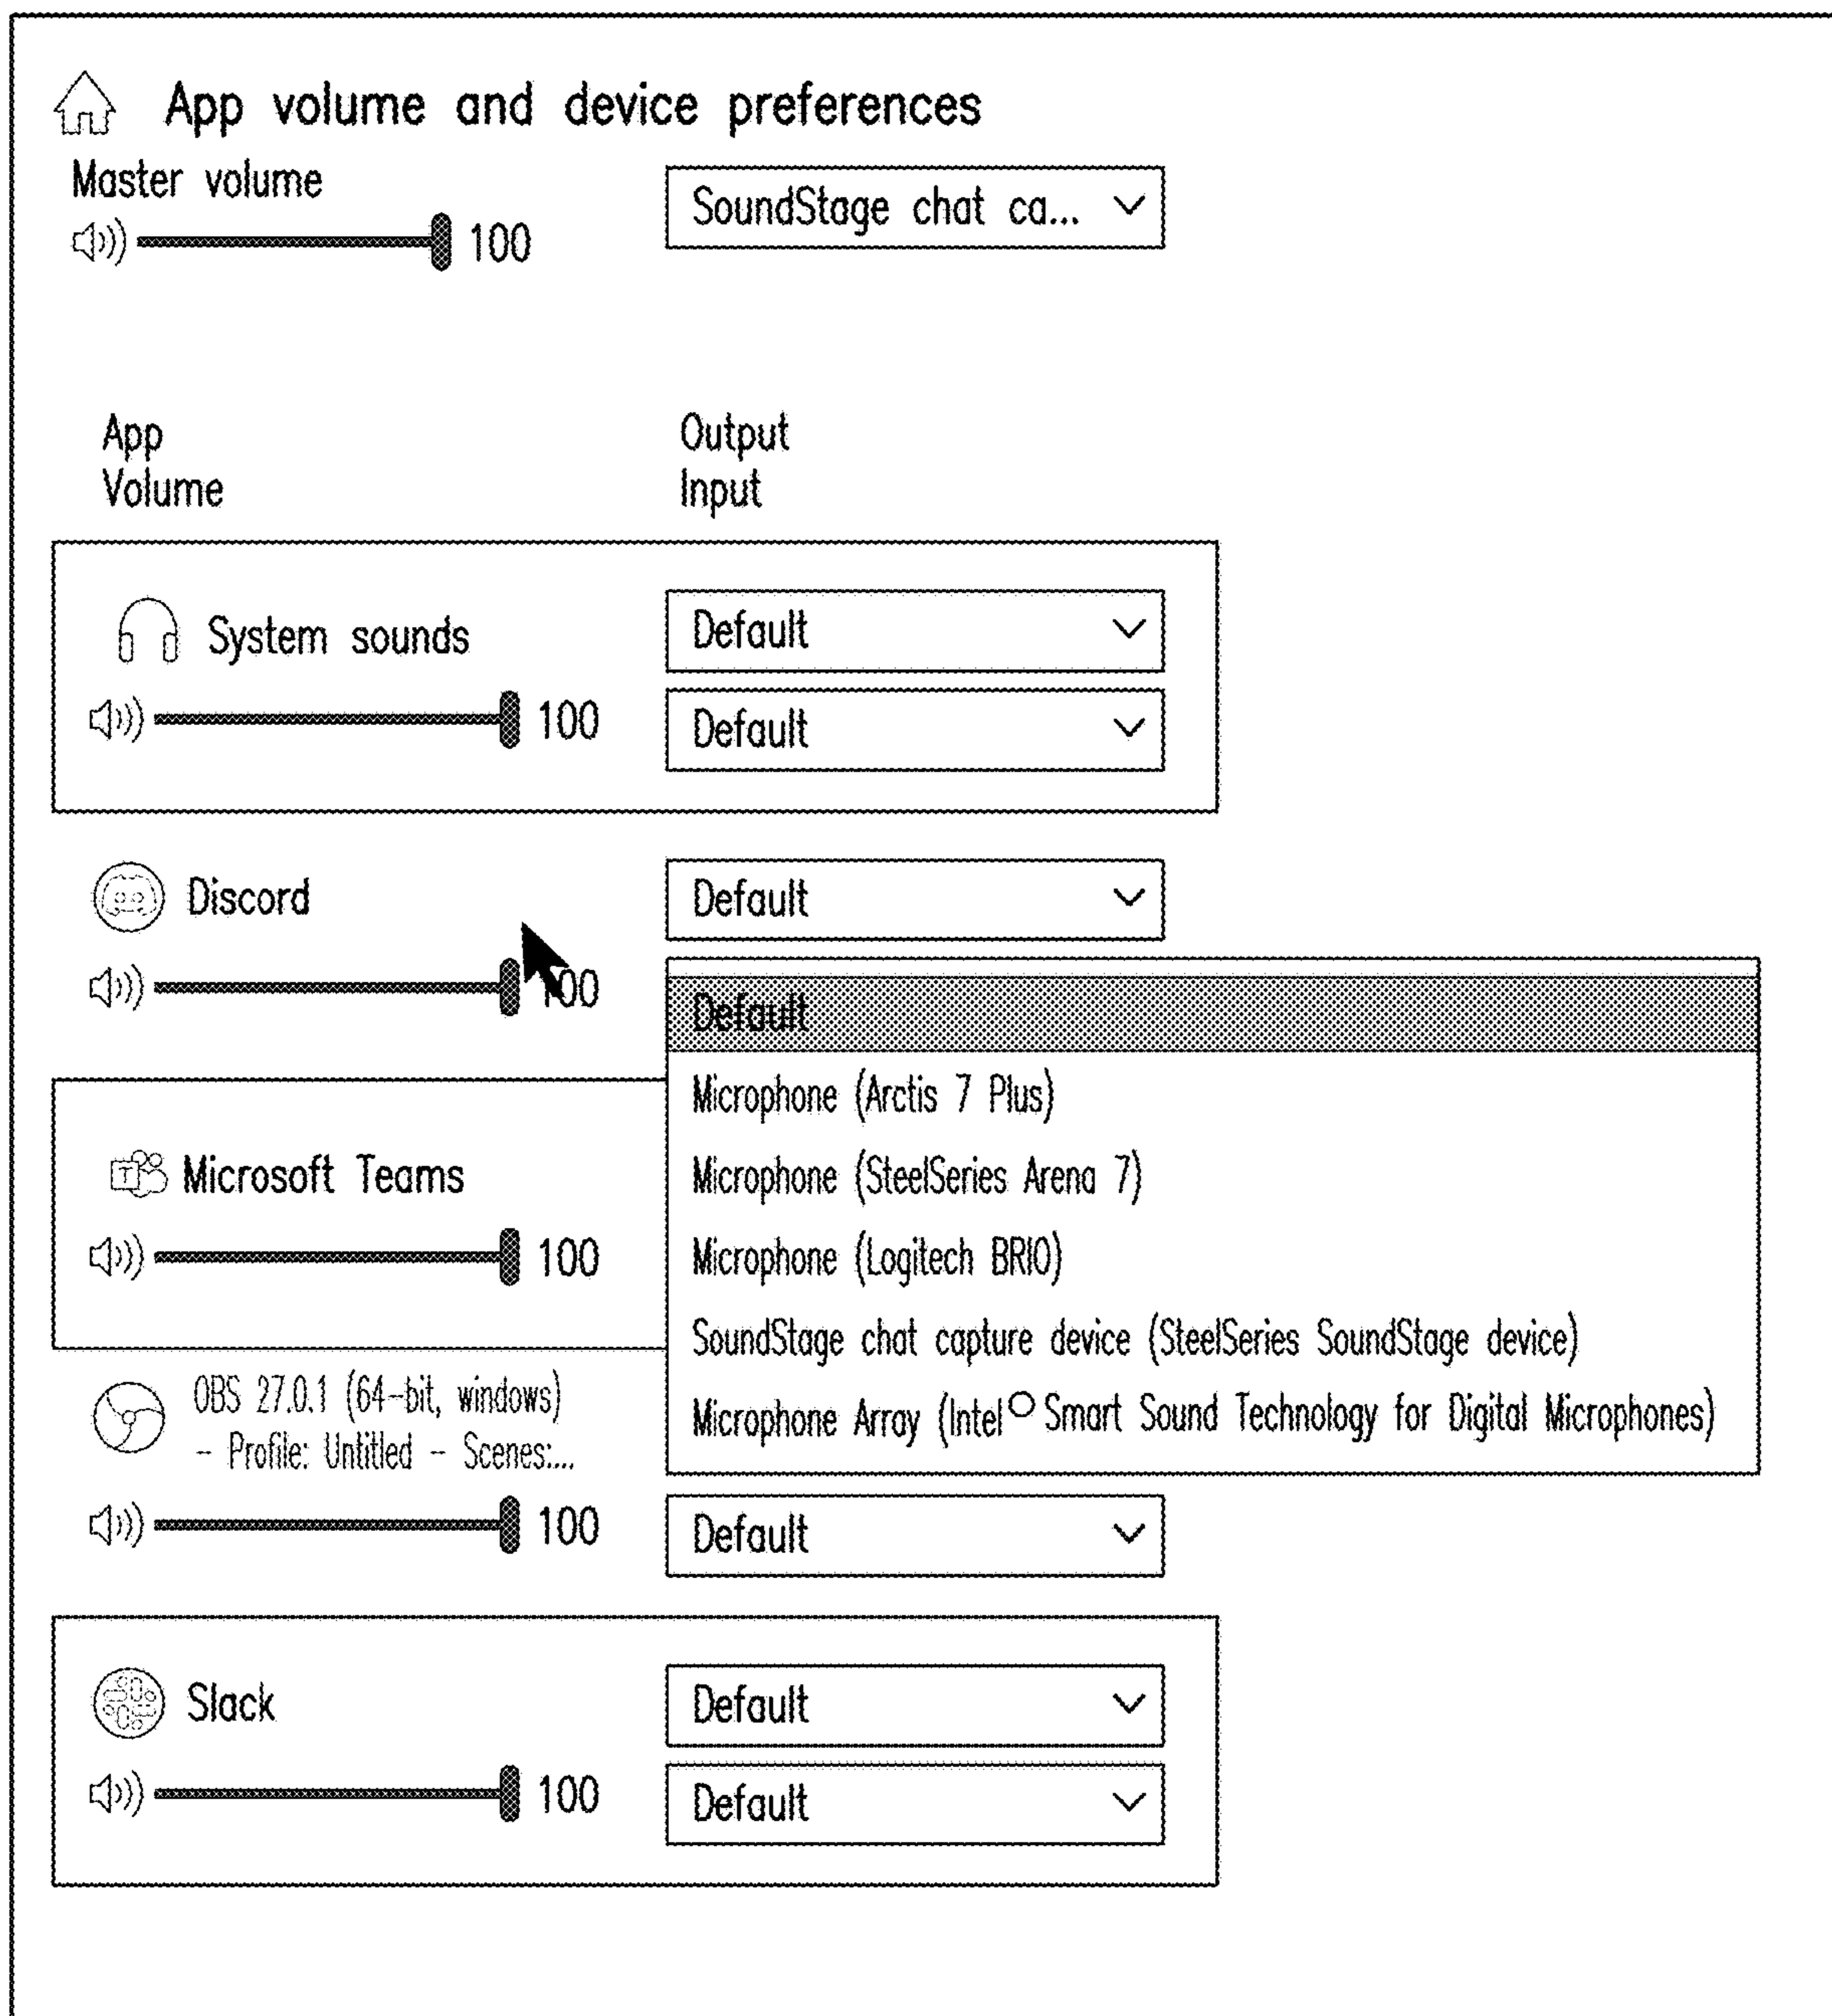 App volume and device preferences
Master volume
100
SoundStage chat ca...
App
Volume
Output
Input
System sounds
100
Default
Default
Discord
100
Default
Default
Microphone (Arctis 7 Plus)
Microphone (SteelSeries Arena 7)
Microphone (Logitech BRIO)
SoundStage chat capture device (SteelSeries SoundStage device)
Microphone Array (Intel○ Smart Sound Technology for Digital Microphones)
T Microsoft Teams
100
OBS 27.0.1 (64-bit, windows)
- Profile: Untitled - Scenes:...
100
Default
Slack
100
Default
Default